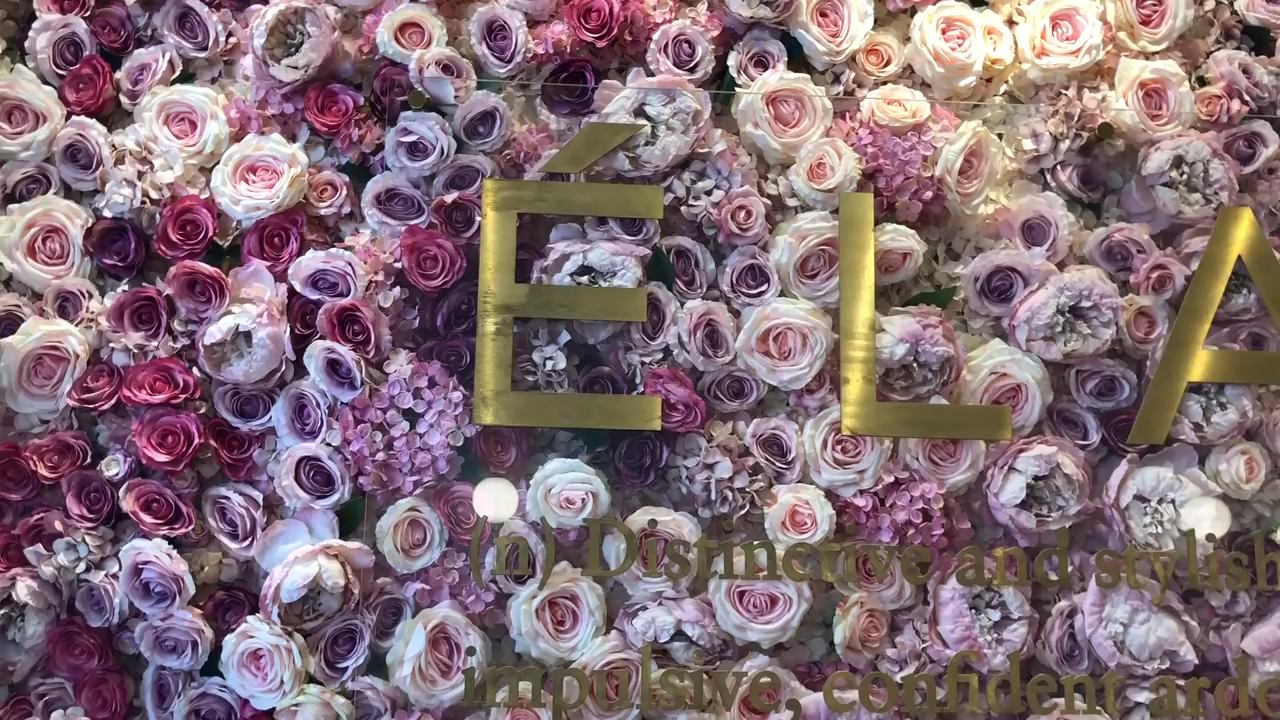 ÉLA
(n) Distinctive and stylish
impulsive, confident ardo